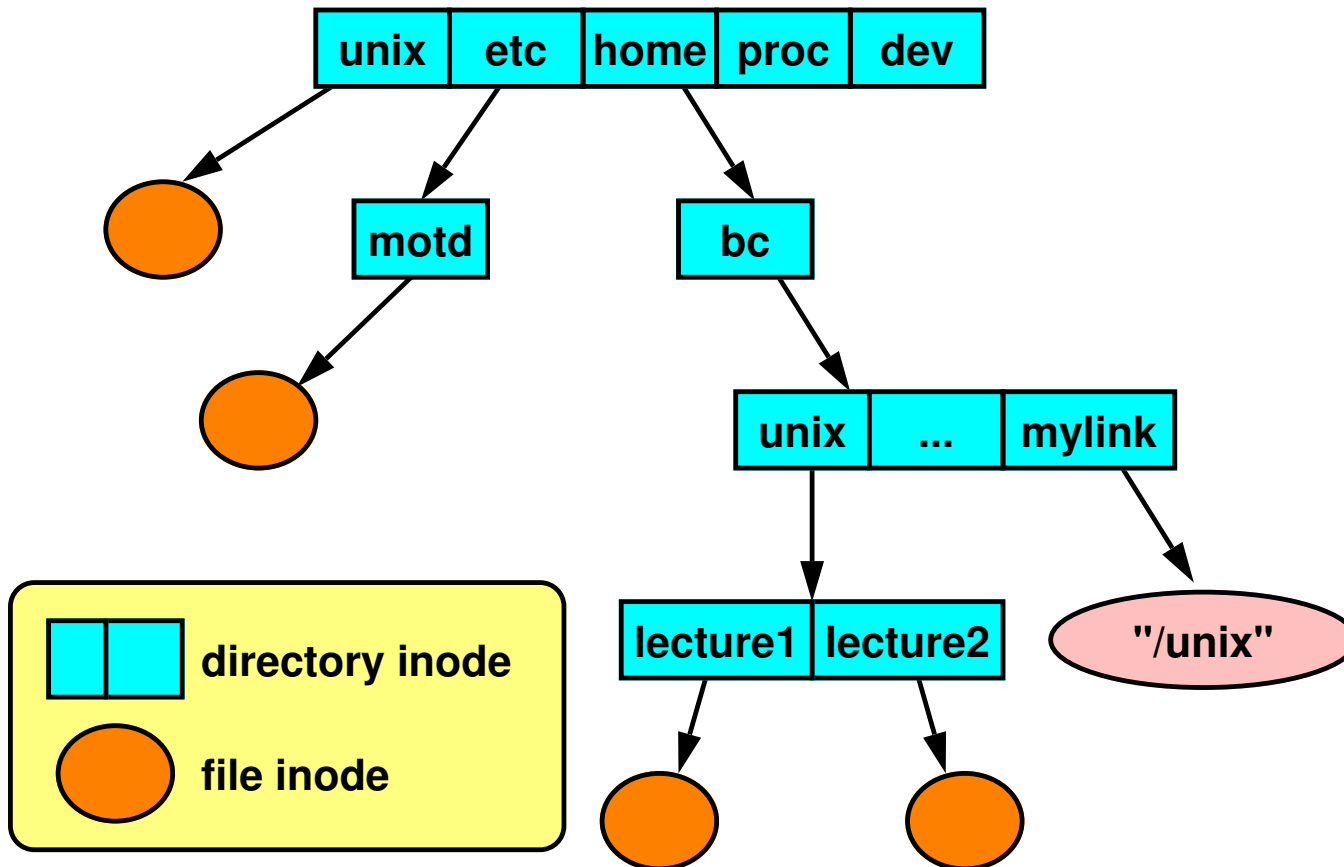 unix etc home proc dev
motd bc
unix ... mylink
lecture1 lecture2 "/unix"
directory inode
file inode